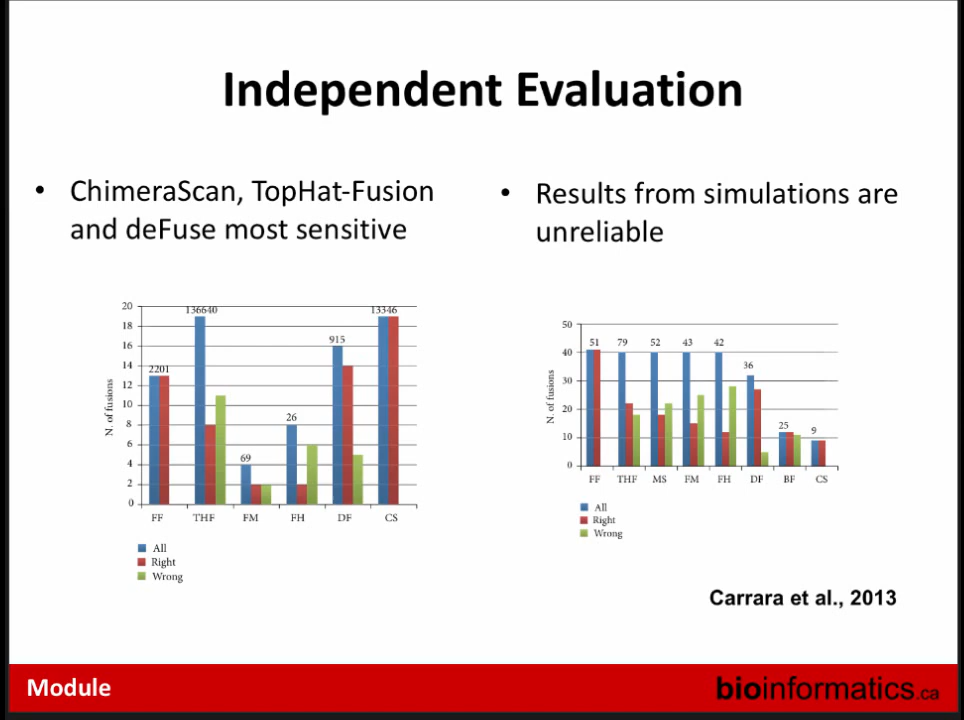 Independent Evaluation
• ChimeraScan, TopHat-Fusion
and deFuse most sensitive
• Results from simulations are
unreliable
N. of fusions
20
18
16
14
12
10
8
6
4
2
0
2201
136640
69
26
915
13346
FF THF FM FH DF CS
All
Right
Wrong
N. of fusions
50
40
30
20
10
0
51 79 52 43 42 36 25 9
FF THF MS FM FH DF BF CS
All
Right
Wrong
Carrara et al., 2013
Module
bioinformatics.ca